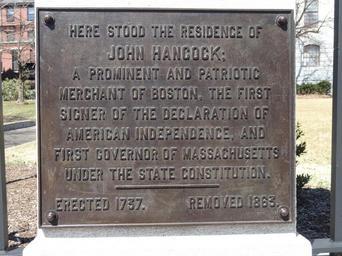 HERE STOOD THE RESIDENCE OF
JOHN HANCOCK;
A PROMINENT AND PATRIOTIC
MERCHANT OF BOSTON, THE FIRST
SIGNER OF THE DECLARATION OF
AMERICAN INDEPENDENCE, AND
FIRST GOVERNOR OF MASSACHUSETTS
UNDER THE STATE CONSTITUTION.
ERECTED 1737. REMOVED 1863.